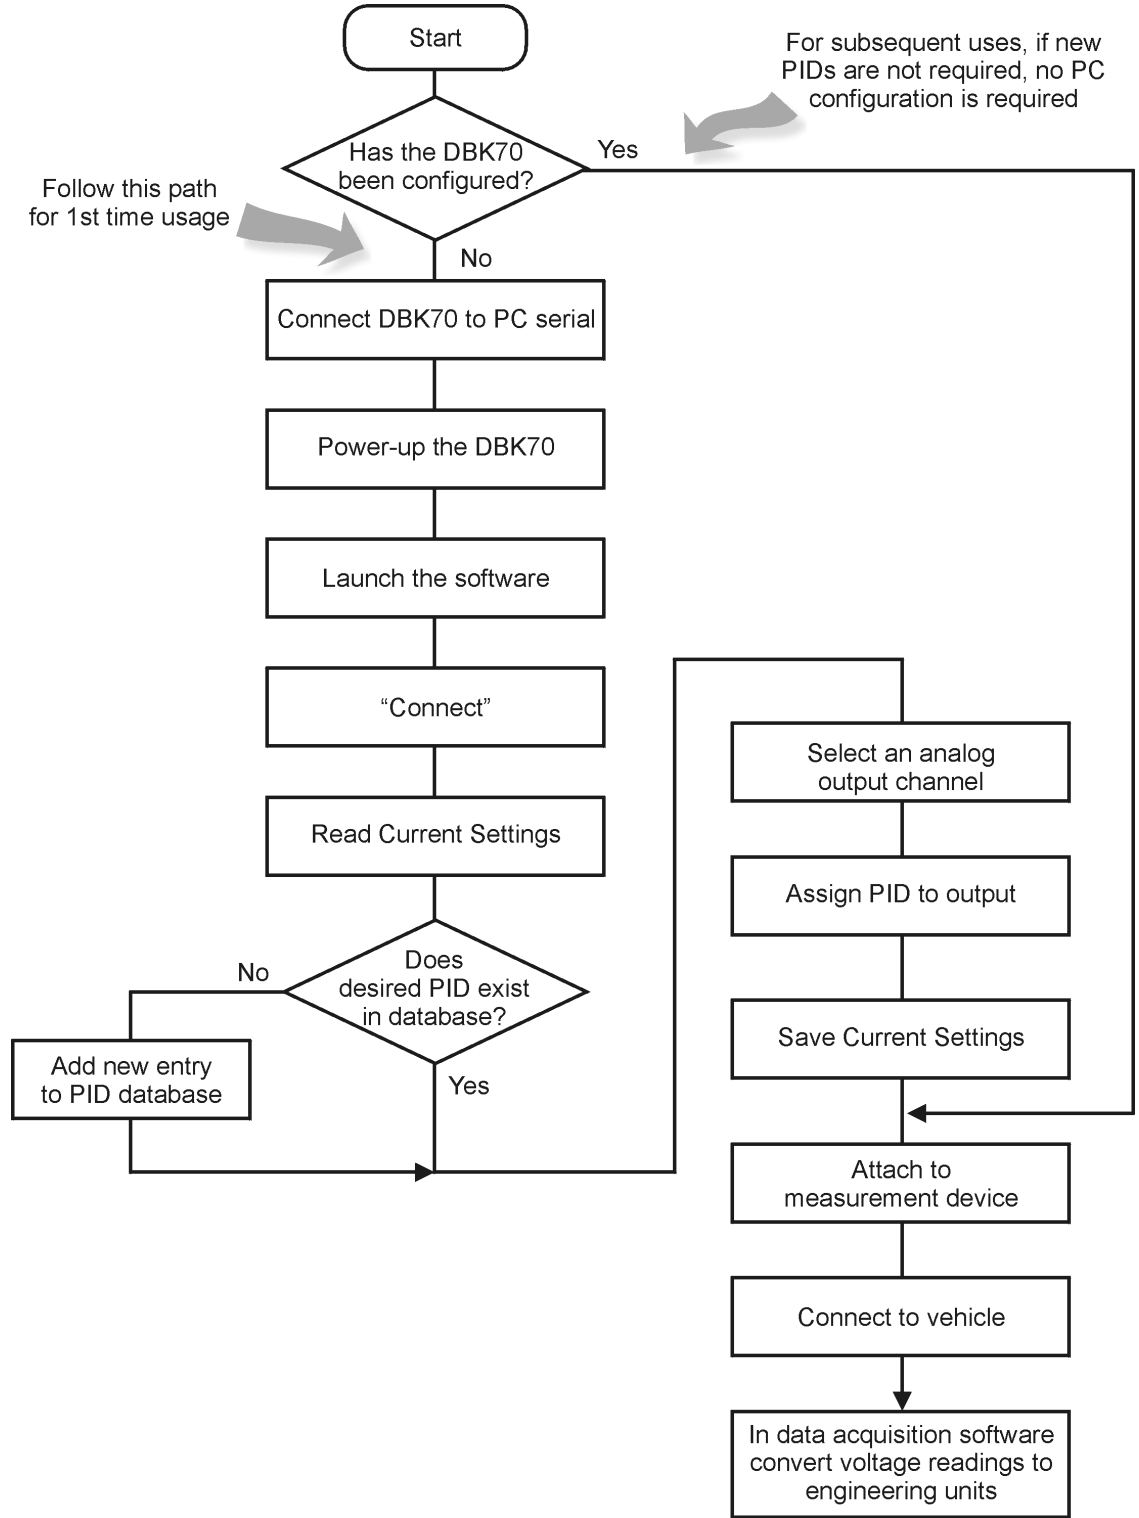 Start
For subsequent uses, if new
PIDs are not required, no PC
configuration is required
Has the DBK70
been configured?
Yes
Follow this path
for 1st time usage
No
Connect DBK70 to PC serial
Power-up the DBK70
Launch the software
“Connect”
Read Current Settings
Does
desired PID exist
in database?
No
Add new entry
to PID database
Yes
Select an analog
output channel
Assign PID to output
Save Current Settings
Attach to
measurement device
Connect to vehicle
In data acquisition software
convert voltage readings to
engineering units